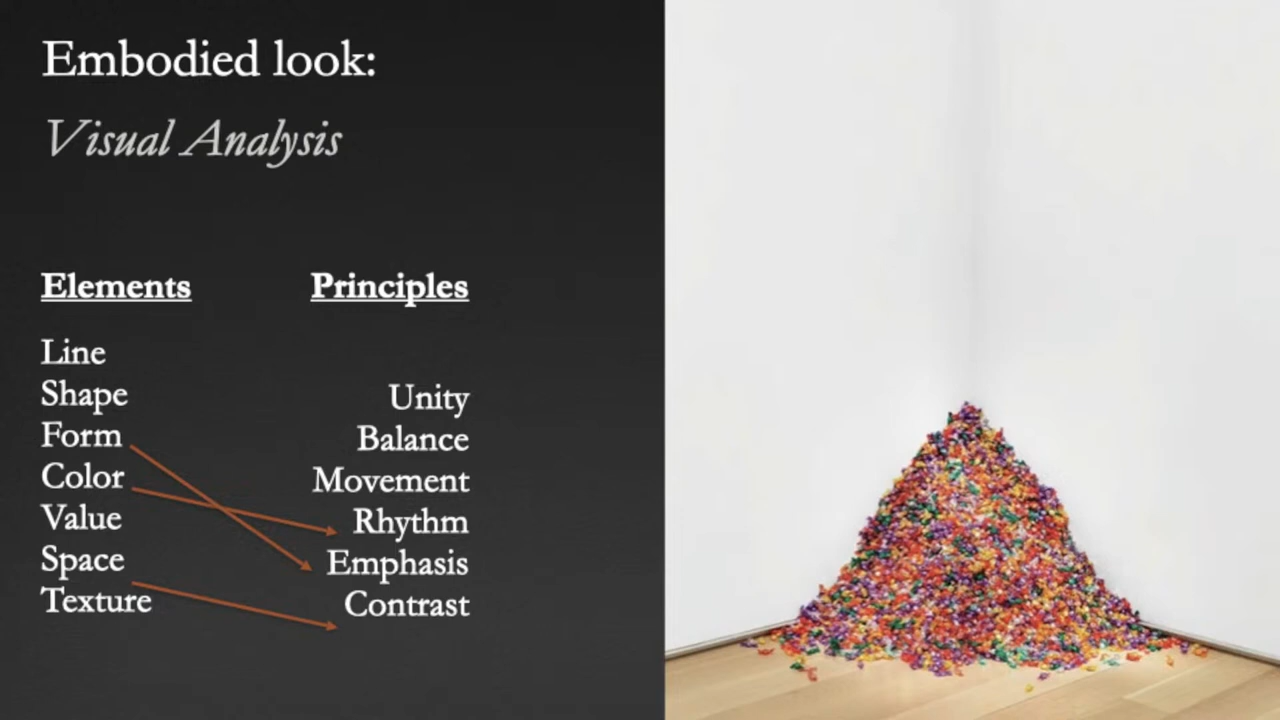 Embodied look:
Visual Analysis
Elements
Line
Shape
Form
Color
Value
Space
Texture
Principles
Unity
Balance
Movement
Rhythm
Emphasis
Contrast